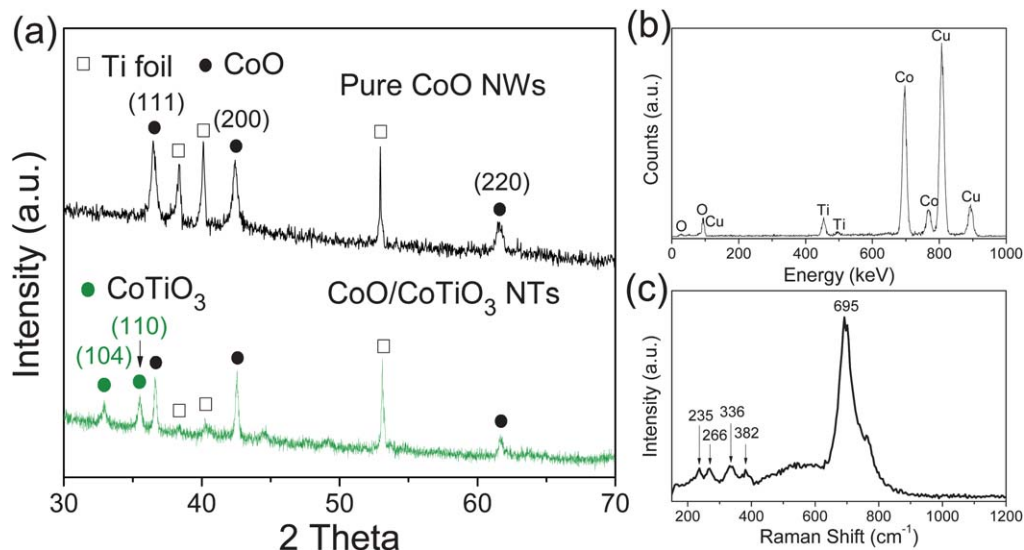 (a)
□ Ti foil ● CoO
Pure CoO NWs
(111)
(200)
(220)
● CoTiO₃
CoO/CoTiO₃ NTs
(110)
(104)
Intensity (a.u.)
30 40 50 60 70
2 Theta
(b)
Cu
Co
O
O
Cu
Ti
Ti
Co
Cu
Counts (a.u.)
0 200 400 600 800 1000
Energy (keV)
(c)
695
235
266
336
382
Intensity (a.u.)
200 400 600 800 1000 1200
Raman Shift (cm⁻¹)